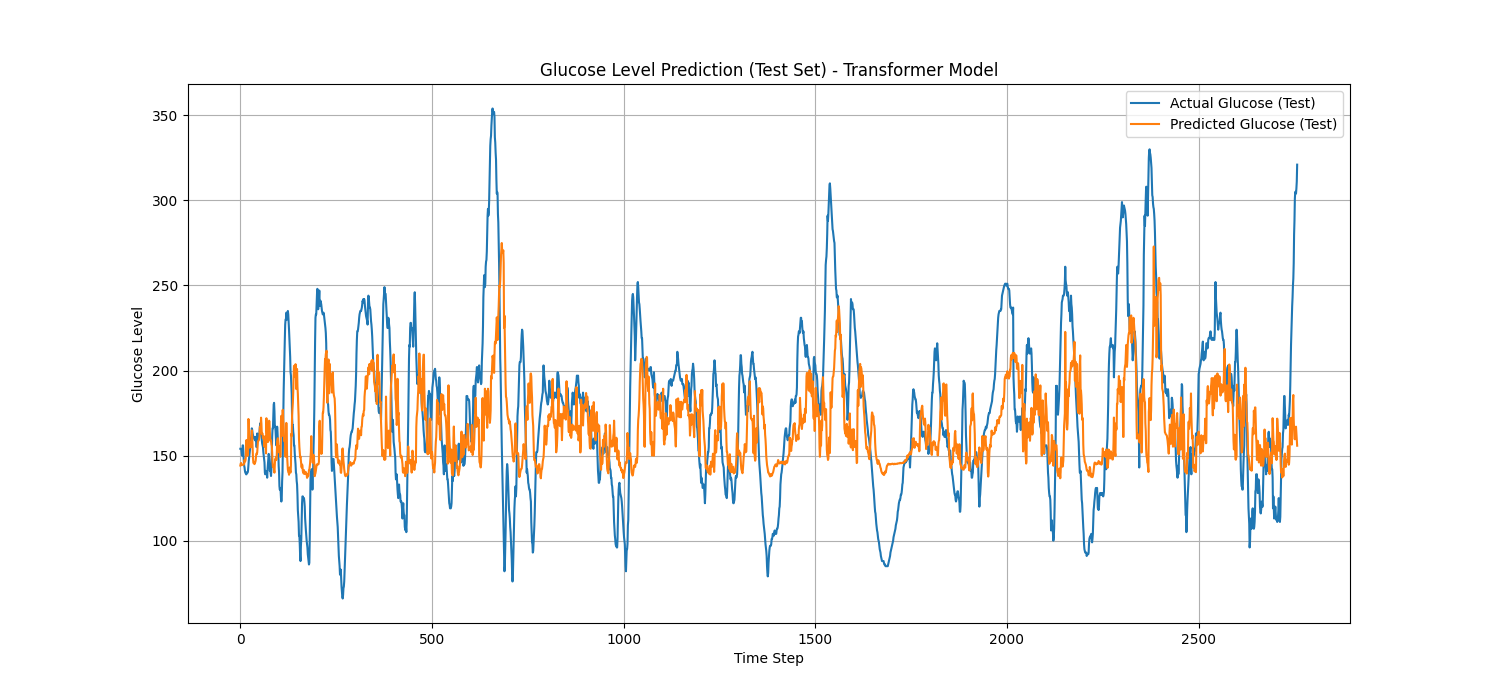 Glucose Level Prediction (Test Set) - Transformer Model
Actual Glucose (Test)
Predicted Glucose (Test)
Glucose Level
350
300
250
200
150
100
0 500 1000 1500 2000 2500
Time Step